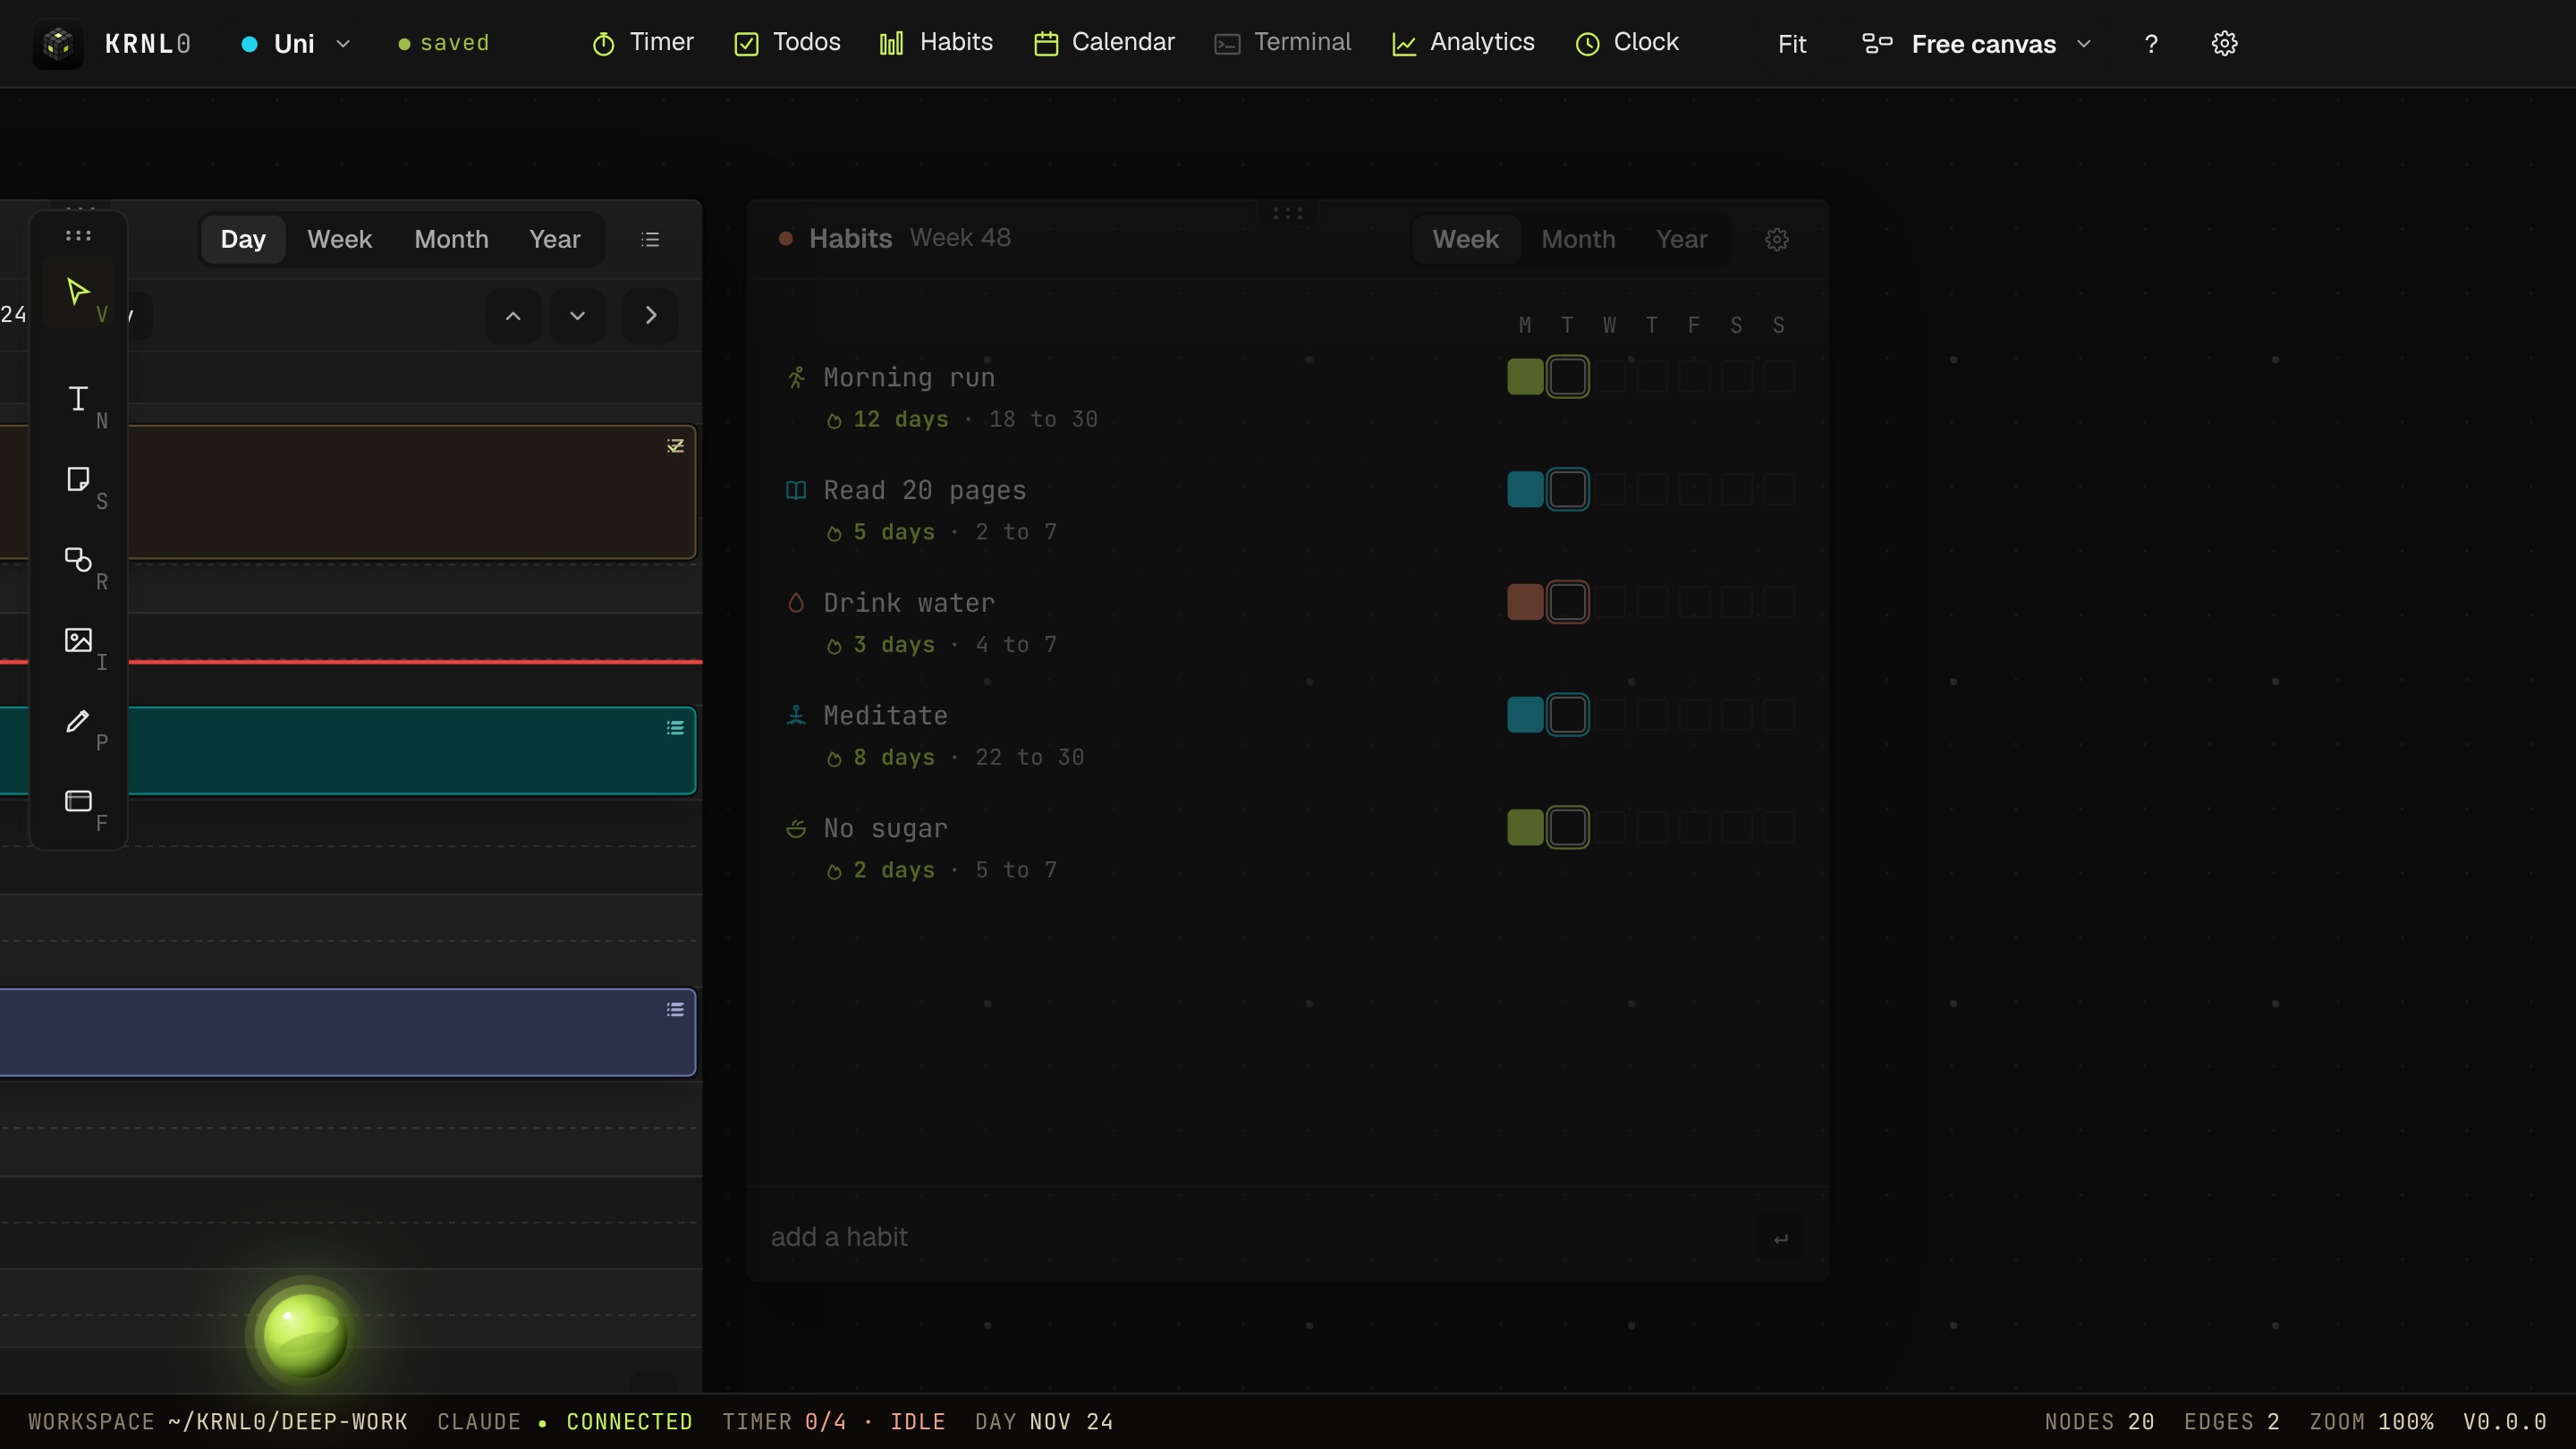 KRNL0 Uni saved Timer Todos Habits Calendar Terminal Analytics Clock Fit Free canvas ?
Day Week Month Year
24
V
N
S
R
I
P
F
Habits Week 48 Week Month Year
M T W T F S S
Morning run
12 days · 18 to 30
Read 20 pages
5 days · 2 to 7
Drink water
3 days · 4 to 7
Meditate
8 days · 22 to 30
No sugar
2 days · 5 to 7
add a habit
WORKSPACE ~/KRNL0/DEEP-WORK CLAUDE • CONNECTED TIMER 0/4 · IDLE DAY NOV 24 NODES 20 EDGES 2 ZOOM 100% V0.0.0